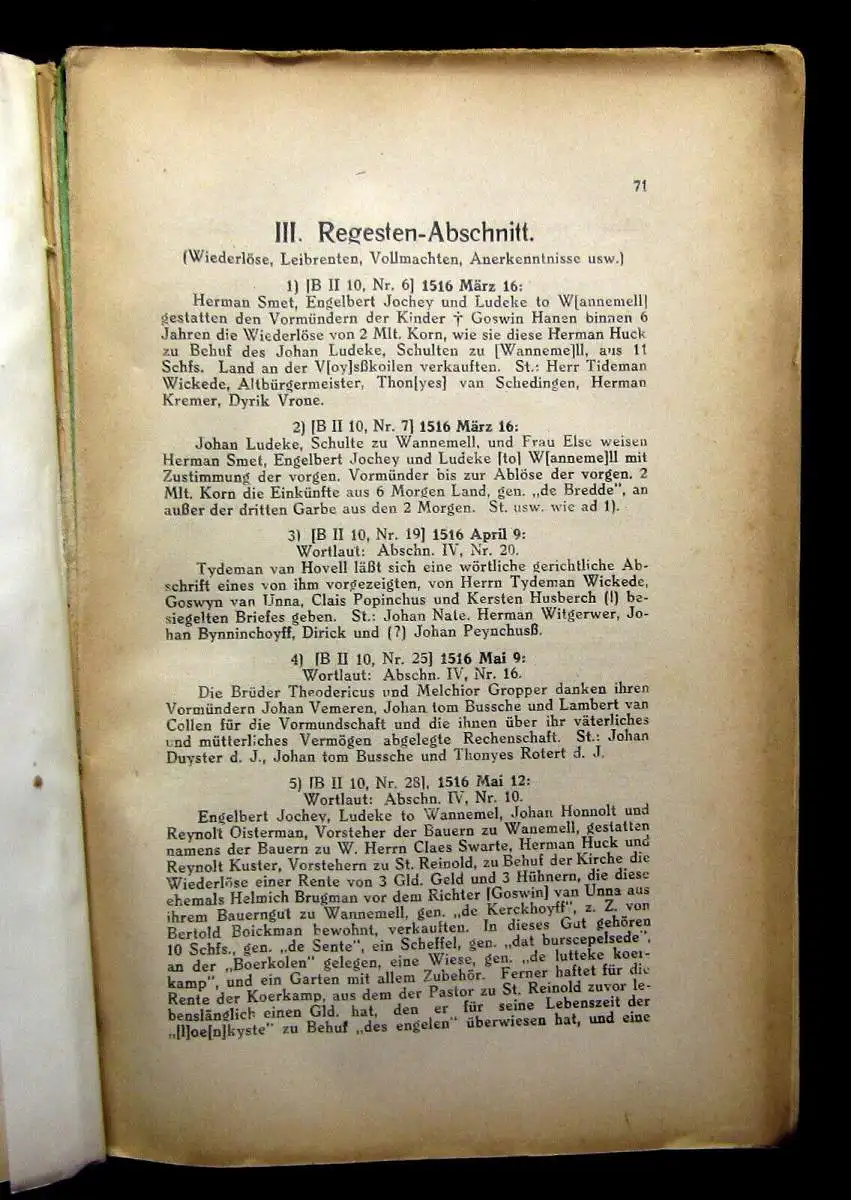 71
III. Regesten-Abschnitt.
(Wiederlöse, Leibrenten, Vollmachten, Anerkenntnisse usw.)
1) [B II 10, Nr. 6] 1516 März 16:
Herman Smet, Engelbert Jochey und Ludeke to W[annemell]
gestatten den Vormündern der Kinder † Goswin Hanen binnen 6
Jahren die Wiederlöse von 2 Mlt. Korn, wie sie diese Herman Huck
zu Behuf des Johan Ludeke, Schulten zu [Wanneme]ll, aus 11
Schfs. Land an der V[oy]sßkoilen verkauften. St.: Herr Tideman
Wickede, Altbürgermeister, Thon[yes] van Schedingen, Herman
Kremer, Dyrik Vrone.
2) [B II 10, Nr. 7] 1516 März 16:
Johan Ludeke, Schulte zu Wannemell, und Frau Else weisen
Herman Smet, Engelbert Jochey und Ludeke [to] W[anneme]ll mit
Zustimmung der vorgen. Vormünder bis zur Ablöse der vorgen. 2
Mlt. Korn die Einkünfte aus 6 Morgen Land, gen. „de Bredde“, an
außer der dritten Garbe aus den 2 Morgen. St. usw. wie ad 1).
3) [B II 10, Nr. 19] 1516 April 9:
Wortlaut: Abschn. IV, Nr. 20.
Tydeman van Hovell läßt sich eine wörtliche gerichtliche Ab-
schrift eines von ihm vorgezeigten, von Herrn Tydeman Wickede,
Goswyn van Unna, Clais Popinchus und Kersten Husberch (!) be-
siegelten Briefes geben. St.: Johan Nate. Herman Witgerwer, Jo-
han Bynninchoyff, Dirick und (?) Johan Peynchusß.
4) [B II 10, Nr. 25] 1516 Mai 9:
Wortlaut: Abschn. IV, Nr. 16.
Die Brüder Theodericus und Melchior Gropper danken ihren
Vormündern Johan Vemeren, Johan tom Bussche und Lambert van
Collen für die Vormundschaft und die ihnen über ihr väterliches
und mütterliches Vermögen abgelegte Rechenschaft. St.: Johan
Duyster d. J., Johan tom Bussche und Thonyes Rotert d. J.
5) [B II 10, Nr. 28], 1516 Mai 12:
Wortlaut: Abschn. IV, Nr. 10.
Engelbert Jochey, Ludeke to Wannemel, Johan Honnolt und
Reynolt Oisterman, Vorsteher der Bauern zu Wanemell, gestatten
namens der Bauern zu W. Herrn Claes Swarte, Herman Huck und
Reynolt Kuster, Vorstehern zu St. Reinold, zu Behuf der Kirche die
Wiederlöse einer Rente von 3 Gld. Geld und 3 Hühnern, die diese
ehemals Helmich Brugman vor dem Richter [Goswin] van Unna aus
ihrem Bauerngut zu Wannemell, gen. „de Kerckhoyff“, z. Z. von
Bertold Boickman bewohnt, verkauften. In dieses Gut gehören
10 Schfs., gen. „de Sente“, ein Scheffel, gen. „dat burscepelsede“,
an der „Boerkolen“ gelegen, eine Wiese, gen. „de lutteke koer-
kamp“, und ein Garten mit allem Zubehör. Ferner haftet für die
Rente der Koerkamp, aus dem der Pastor zu St. Reinold zuvor le-
benslänglich einen Gld. hat, den er für seine Lebenszeit der
„[l]oe[n]kyste“ zu Behuf „des engelen“ überwiesen hat, und eine